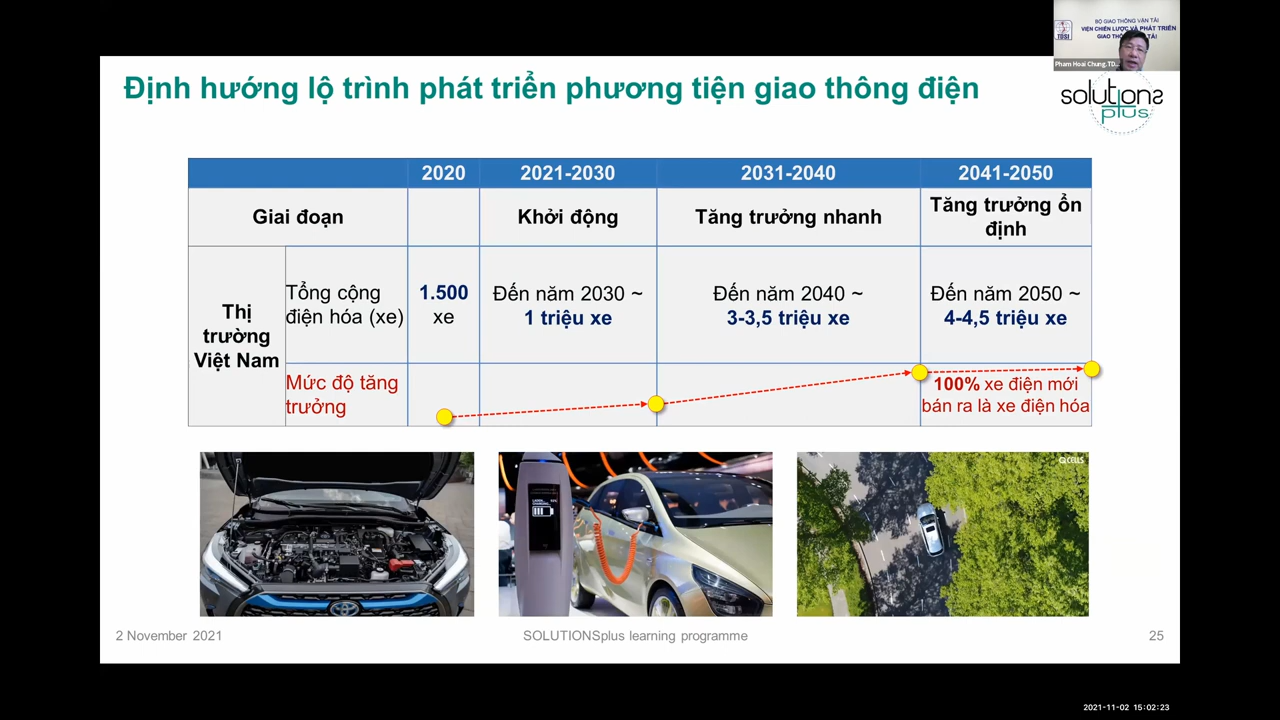 BỘ GIAO THÔNG VẬN TẢI
VIỆN CHIẾN LƯỢC VÀ PHÁT TRIỂN
TDSI
Pham Hoai Chung.TD...
Định hướng lộ trình phát triển phương tiện giao thông điện
solutions
plus
2020
2021-2030
2031-2040
2041-2050
Giai đoạn
Khởi động
Tăng trưởng nhanh
Tăng trưởng ổn
định
Thị
trường
Việt Nam
Tổng cộng
điện hóa (xe)
1.500
xe
Đến năm 2030 ~
1 triệu xe
Đến năm 2040 ~
3-3,5 triệu xe
Đến năm 2050 ~
4-4,5 triệu xe
Mức độ tăng
trưởng
100% xe điện mới
bán ra là xe điện hóa
QCELLS
2 November 2021
SOLUTIONSplus learning programme
25
2021-11-02 15:02:23